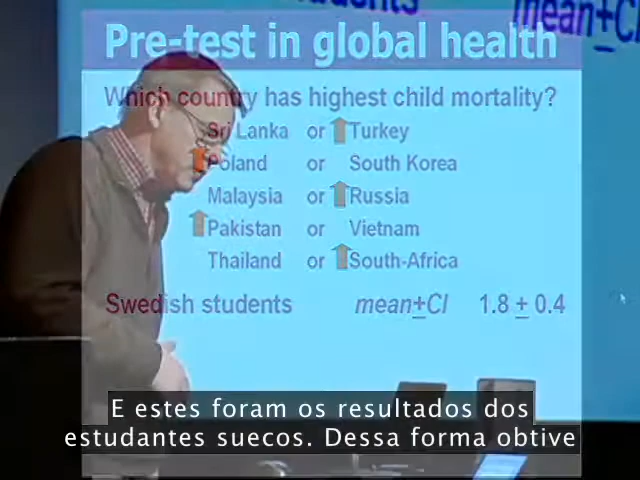 mean±CI
Pre-test in global health
Which country has highest child mortality?
Sri Lanka or Turkey
Poland or South Korea
Malaysia or Russia
Pakistan or Vietnam
Thailand or South-Africa
Swedish students mean±CI 1.8 ± 0.4
E estes foram os resultados dos
estudantes suecos. Dessa forma obtive